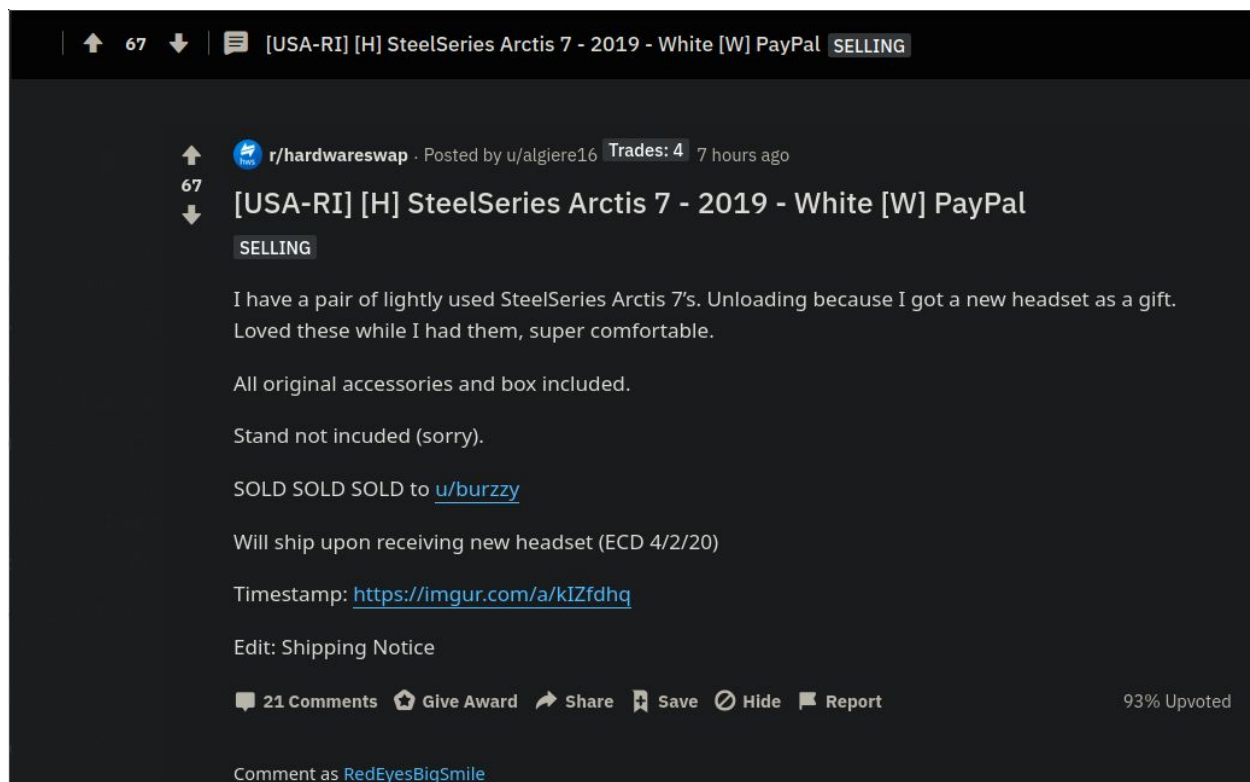 67 [USA-RI] [H] SteelSeries Arctis 7 - 2019 - White [W] PayPal SELLING
hws r/hardwareswap · Posted by u/algiere16 Trades: 4 7 hours ago
67
[USA-RI] [H] SteelSeries Arctis 7 - 2019 - White [W] PayPal
SELLING
I have a pair of lightly used SteelSeries Arctis 7's. Unloading because I got a new headset as a gift.
Loved these while I had them, super comfortable.
All original accessories and box included.
Stand not incuded (sorry).
SOLD SOLD SOLD to u/burzzy
Will ship upon receiving new headset (ECD 4/2/20)
Timestamp: https://imgur.com/a/kIZfdhq
Edit: Shipping Notice
21 Comments Give Award Share Save Hide Report 93% Upvoted
Comment as RedEyesBigSmile